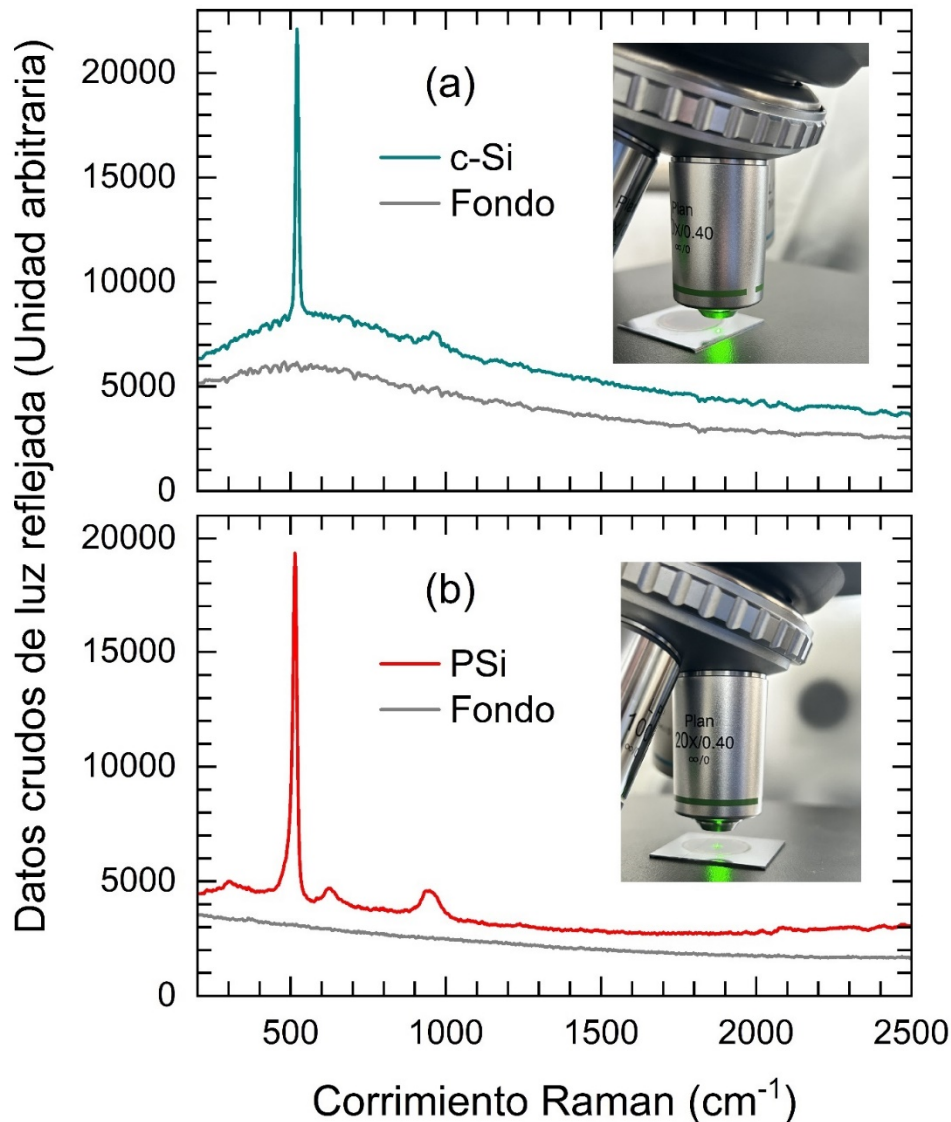 Datos crudos de luz reflejada (Unidad arbitraria)
20000
15000
10000
5000
0
(a)
c-Si
Fondo
Plan
X/0.40
∞/0
20000
15000
10000
5000
0
(b)
PSi
Fondo
10
Plan
20X/0.40
∞/0
500
1000
1500
2000
2500
Corrimiento Raman (cm⁻¹)